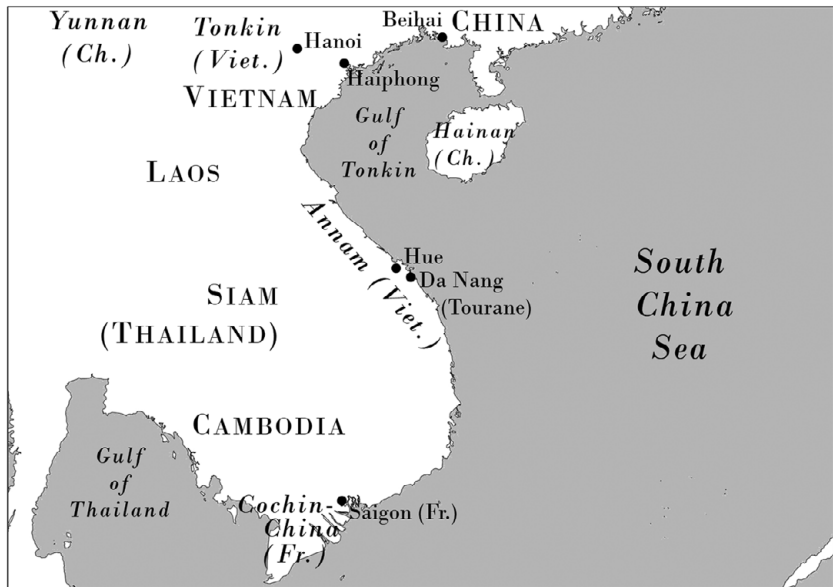 Yunnan
(Ch.)
Tonkin
(Viet.)
Hanoi
Beihai
CHINA
Haiphong
VIETNAM
Gulf
of
Tonkin
Hainan
(Ch.)
LAOS
Annam (Viet.)
Hue
Da Nang
(Tourane)
South
China
Sea
SIAM
(THAILAND)
CAMBODIA
Gulf
of
Thailand
Cochin-
China
(Fr.)
Saigon (Fr.)